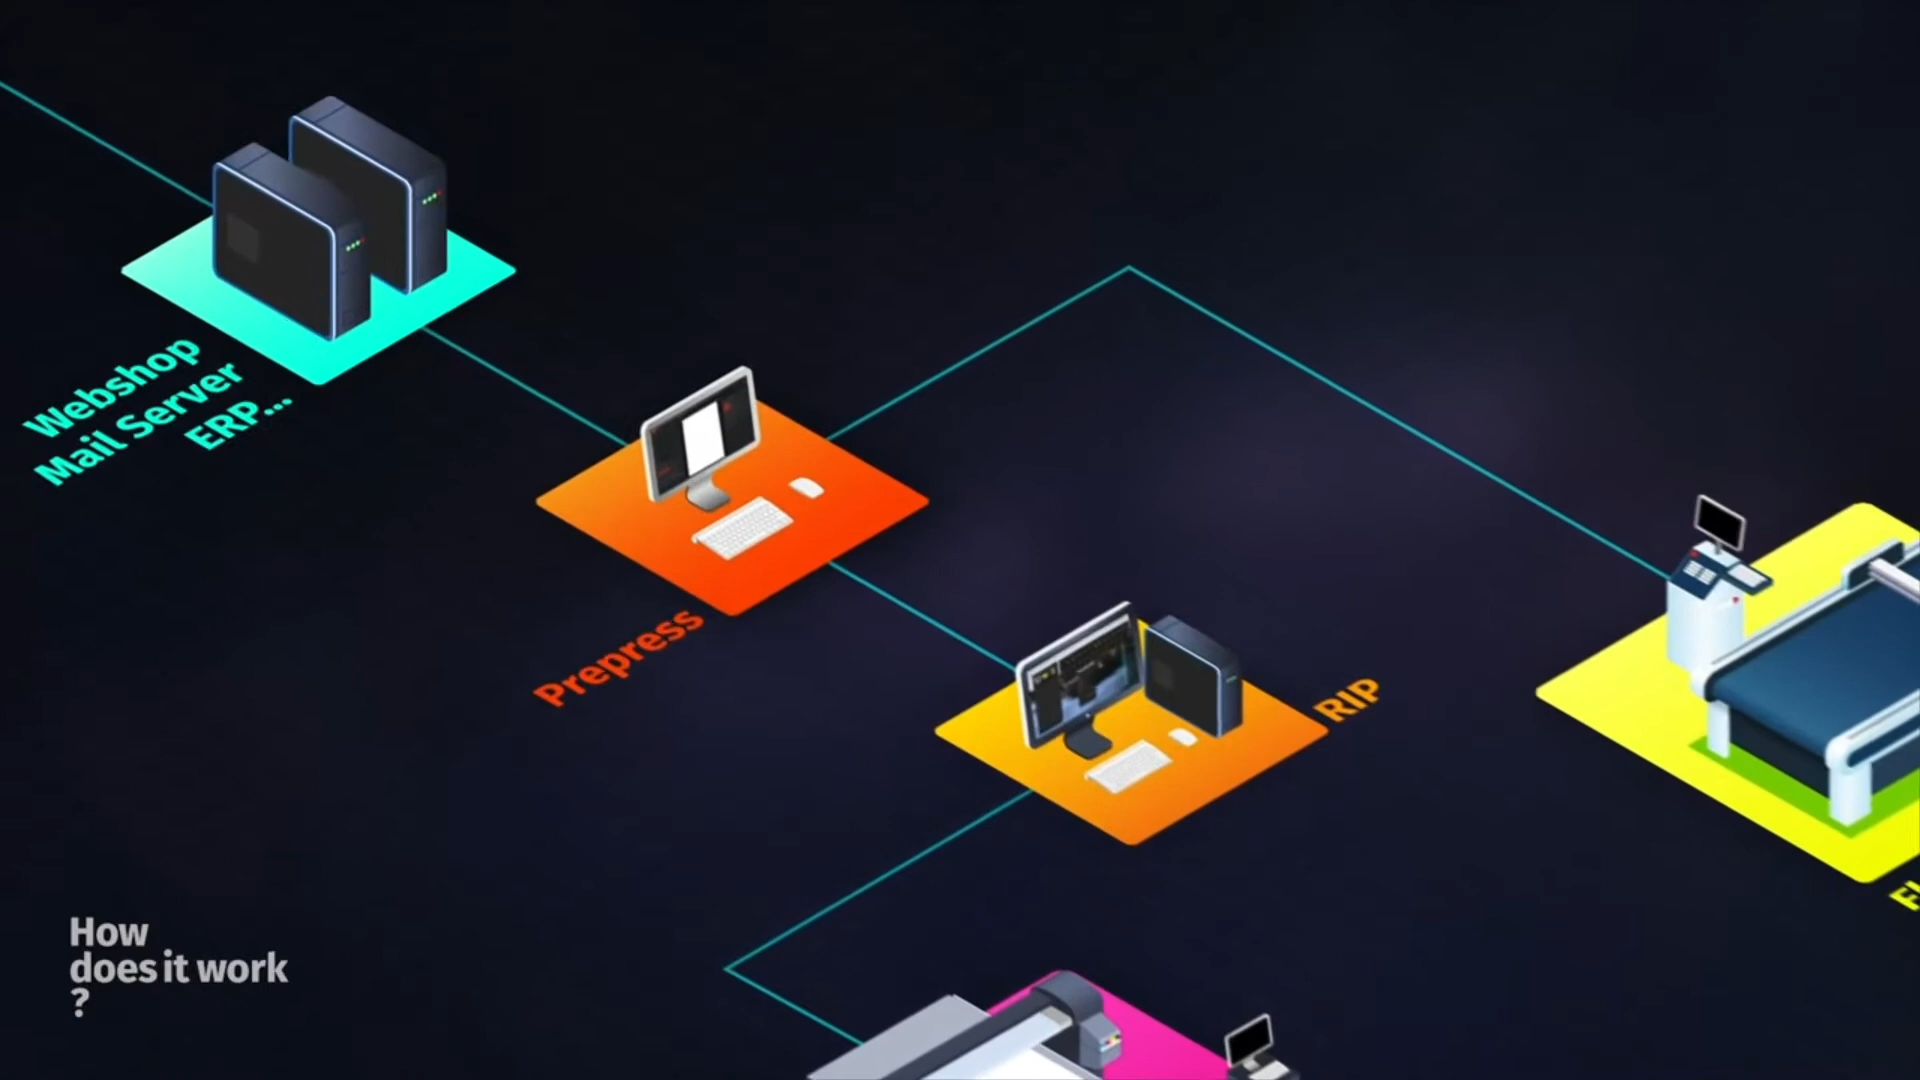 Webshop
Mail Server
ERP...
Prepress
RIP
How
does it work
?